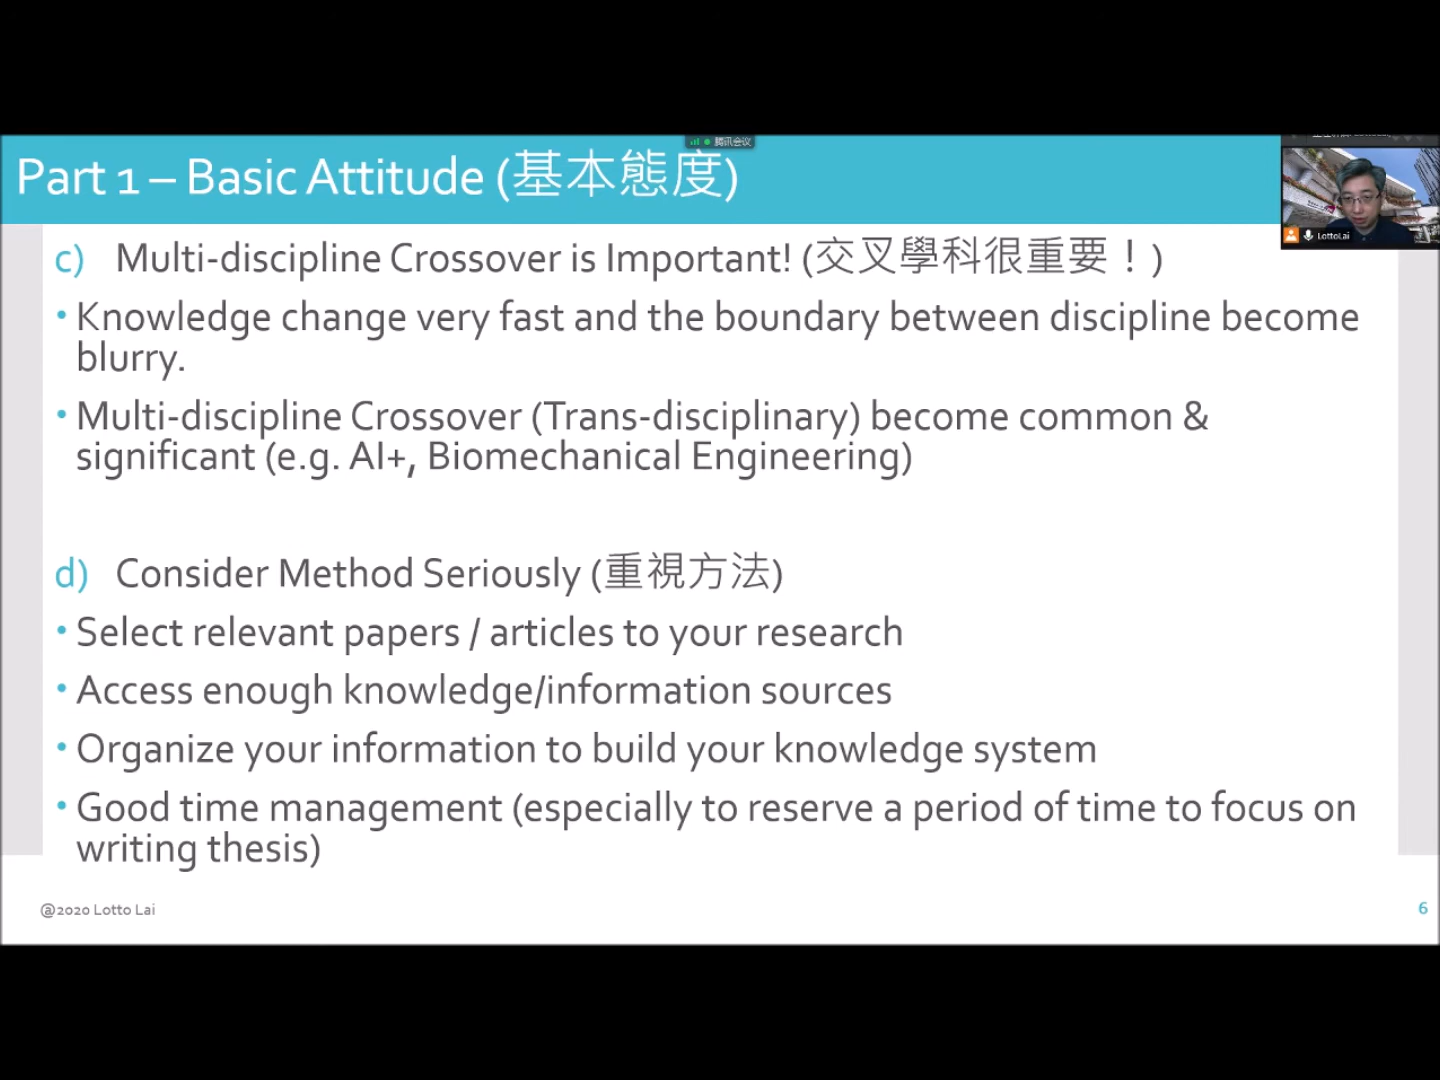 腾讯会议
Part 1 – Basic Attitude (基本態度)
LottoLai
c) Multi-discipline Crossover is Important! (交叉學科很重要！)
• Knowledge change very fast and the boundary between discipline become
blurry.
• Multi-discipline Crossover (Trans-disciplinary) become common &
significant (e.g. AI+, Biomechanical Engineering)
d) Consider Method Seriously (重視方法)
• Select relevant papers / articles to your research
• Access enough knowledge/information sources
• Organize your information to build your knowledge system
• Good time management (especially to reserve a period of time to focus on
writing thesis)
@2020 Lotto Lai
6